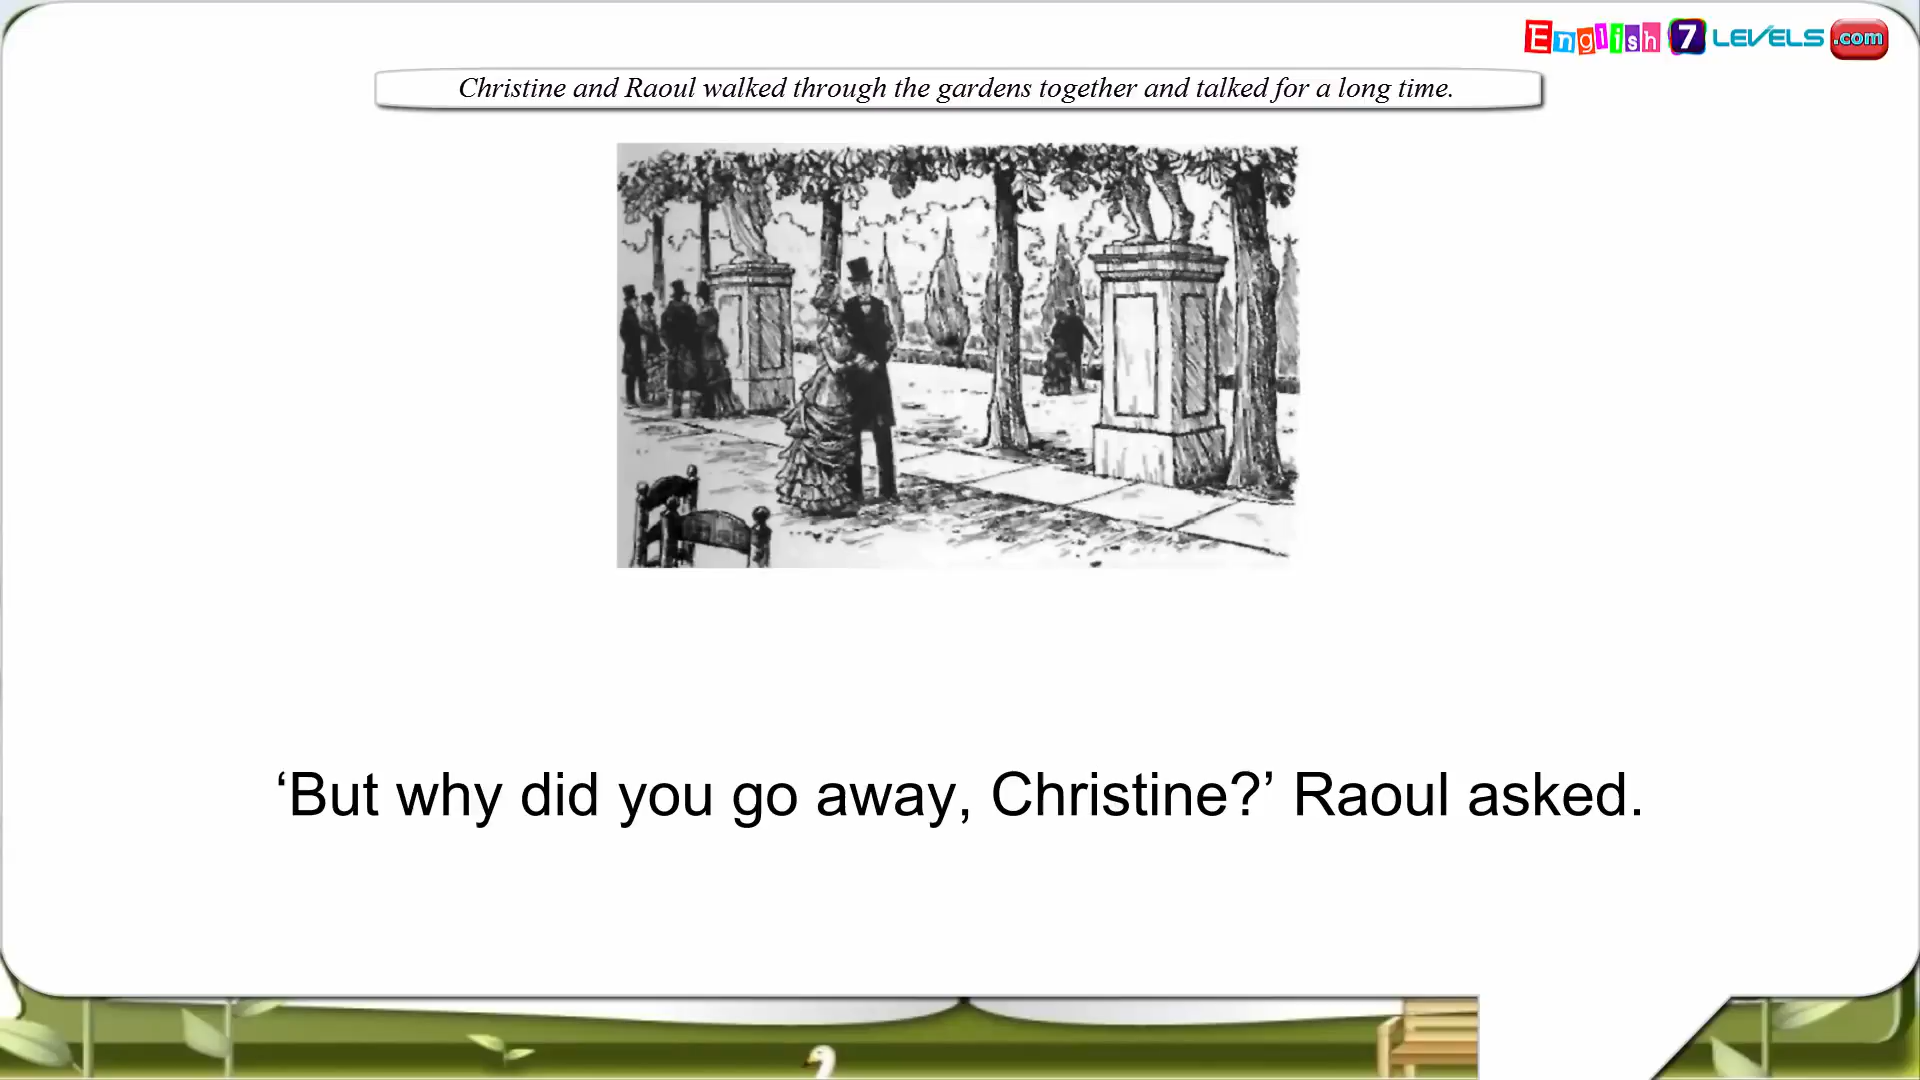 English 7 LEVELS .com
Christine and Raoul walked through the gardens together and talked for a long time.
‘But why did you go away, Christine?’ Raoul asked.